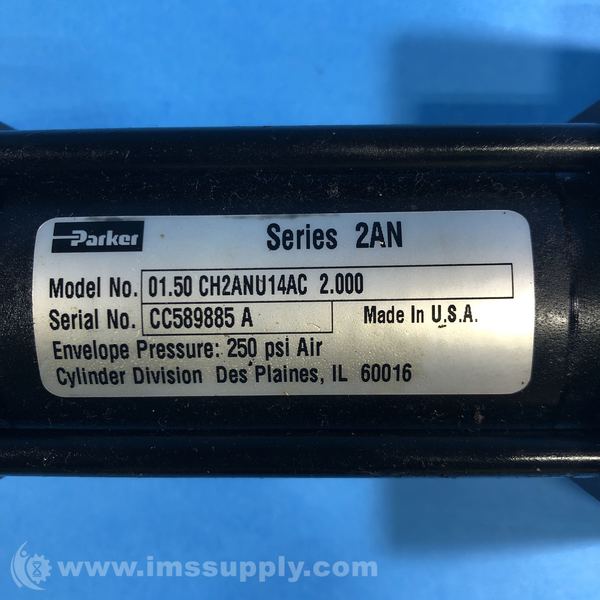 Parker Series 2AN
Model No. 01.50 CH2ANU14AC 2.000
Serial No. CC589885 A Made In U.S.A.
Envelope Pressure: 250 psi Air
Cylinder Division Des Plaines, IL 60016
www.imssupply.com